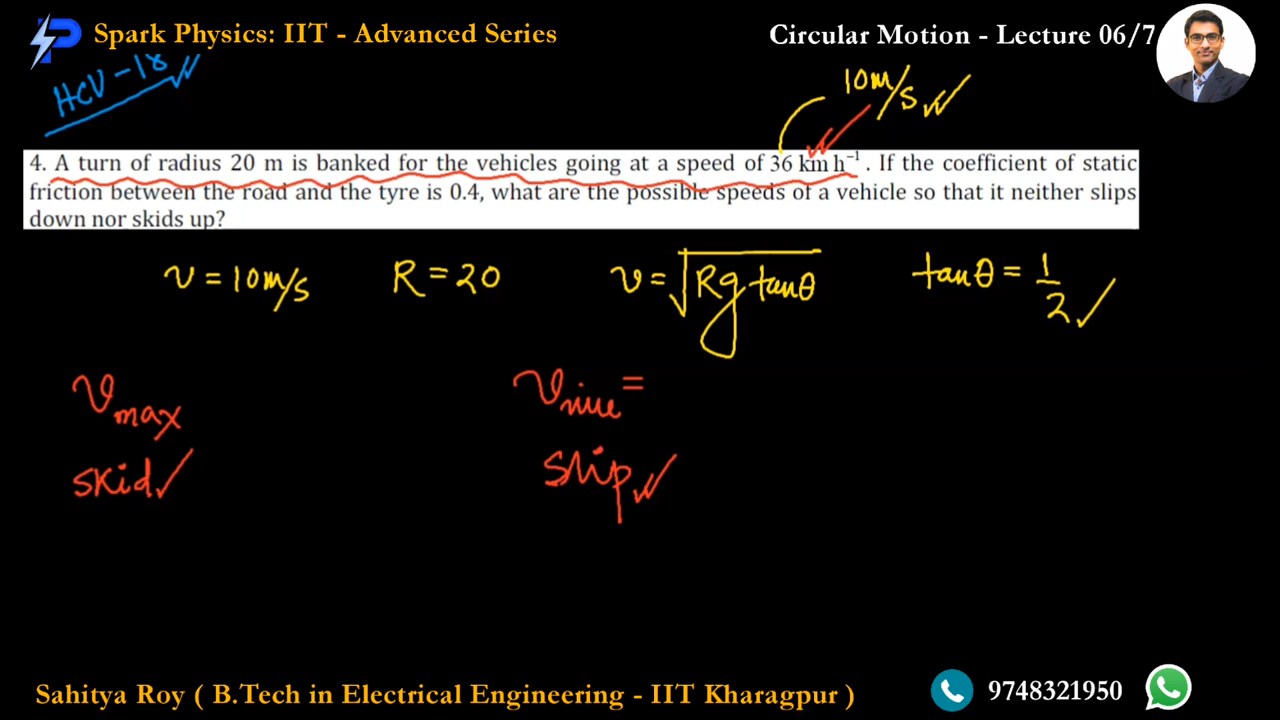 Spark Physics: IIT - Advanced Series
Circular Motion - Lecture 06/7
HCV-18
10m/s
4. A turn of radius 20 m is banked for the vehicles going at a speed of 36 km h⁻¹ . If the coefficient of static
friction between the road and the tyre is 0.4, what are the possible speeds of a vehicle so that it neither slips
down nor skids up?
v = 10m/s R = 20 v = √Rg tanθ tanθ = 1/2
vmax vmin =
skid slip
Sahitya Roy ( B.Tech in Electrical Engineering - IIT Kharagpur )
9748321950